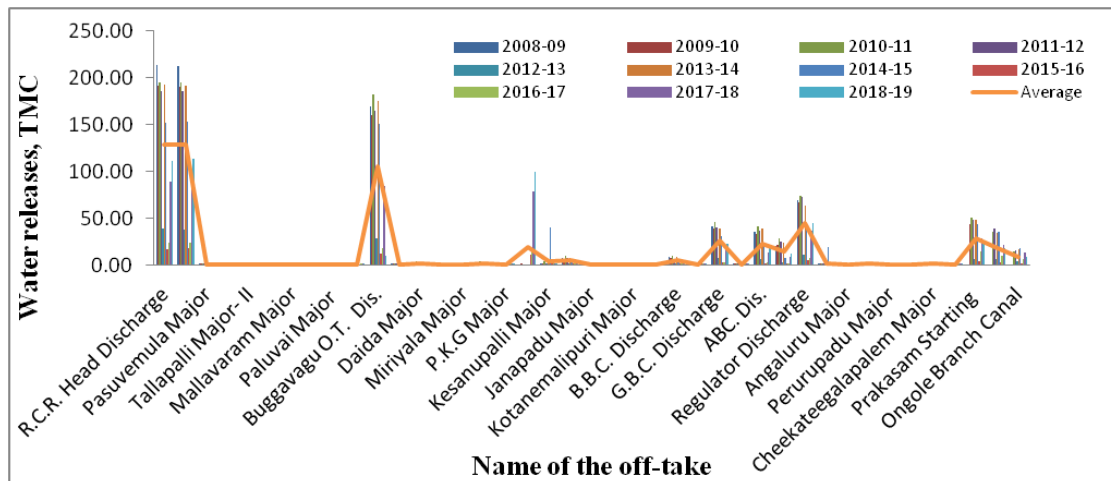 250.00
200.00
150.00
100.00
50.00
0.00
Water releases, TMC
2008-09 2009-10 2010-11 2011-12
2012-13 2013-14 2014-15 2015-16
2016-17 2017-18 2018-19 Average
R.C.R. Head Discharge
Pasuvemula Major
Tallapalli Major- II
Mallavaram Major
Paluvai Major
Buggavagu O.T. Dis.
Daida Major
Miriyala Major
P.K.G Major
Kesanupalli Major
Janapadu Major
Kotanemalipuri Major
B.B.C. Discharge
G.B.C. Discharge
ABC. Dis.
Regulator Discharge
Angaluru Major
Perurupadu Major
Cheekateegalapalem Major
Prakasam Starting
Ongole Branch Canal
Name of the off-take